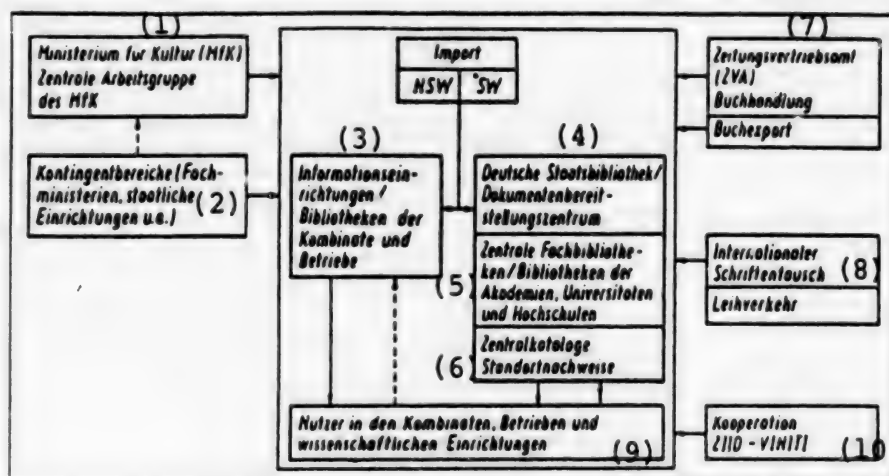 (1)
Ministerium für Kultur (MfK)
Zentrale Arbeitsgruppe
des MfK
Kontingentbereiche (Fach-
ministerien, staatliche
Einrichtungen u.a.) (2)
Import
NSW SW
(3)
Informationsein-
richtungen /
Bibliotheken der
Kombinate und
Betriebe
(4)
Deutsche Staatsbibliothek/
Dokumentenbereit-
stellungszentrum
(5)
Zentrale Fachbibliothe-
ken/Bibliotheken der
Akademien, Universitäten
und Hochschulen
(6)
Zentralkataloge
Standortnachweise
Nutzer in den Kombinaten, Betrieben und
wissenschaftlichen Einrichtungen (9)
(7)
Zeitungsvertriebsamt
(ZVA)
Buchhandlung
Buchexport
Internationaler
Schriftentausch (8)
Leihverkehr
Kooperation
ZIID - VINITI (10)